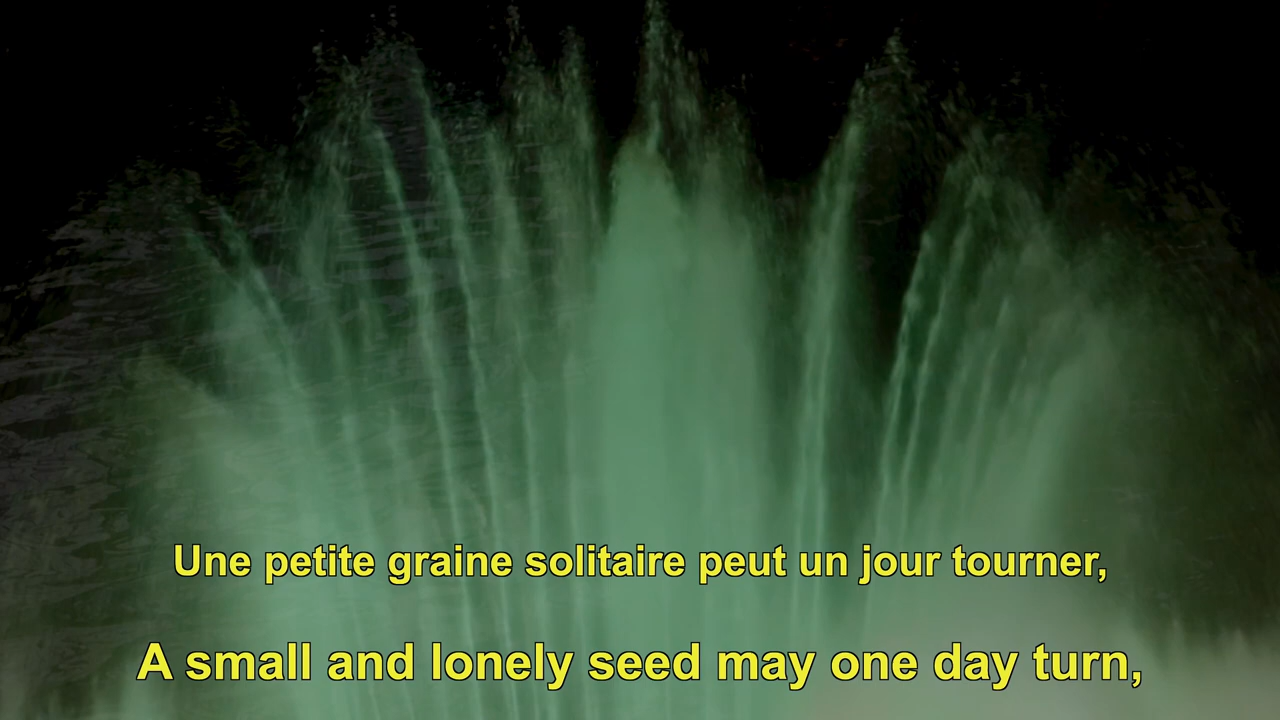 Une petite graine solitaire peut un jour tourner,
A small and lonely seed may one day turn,